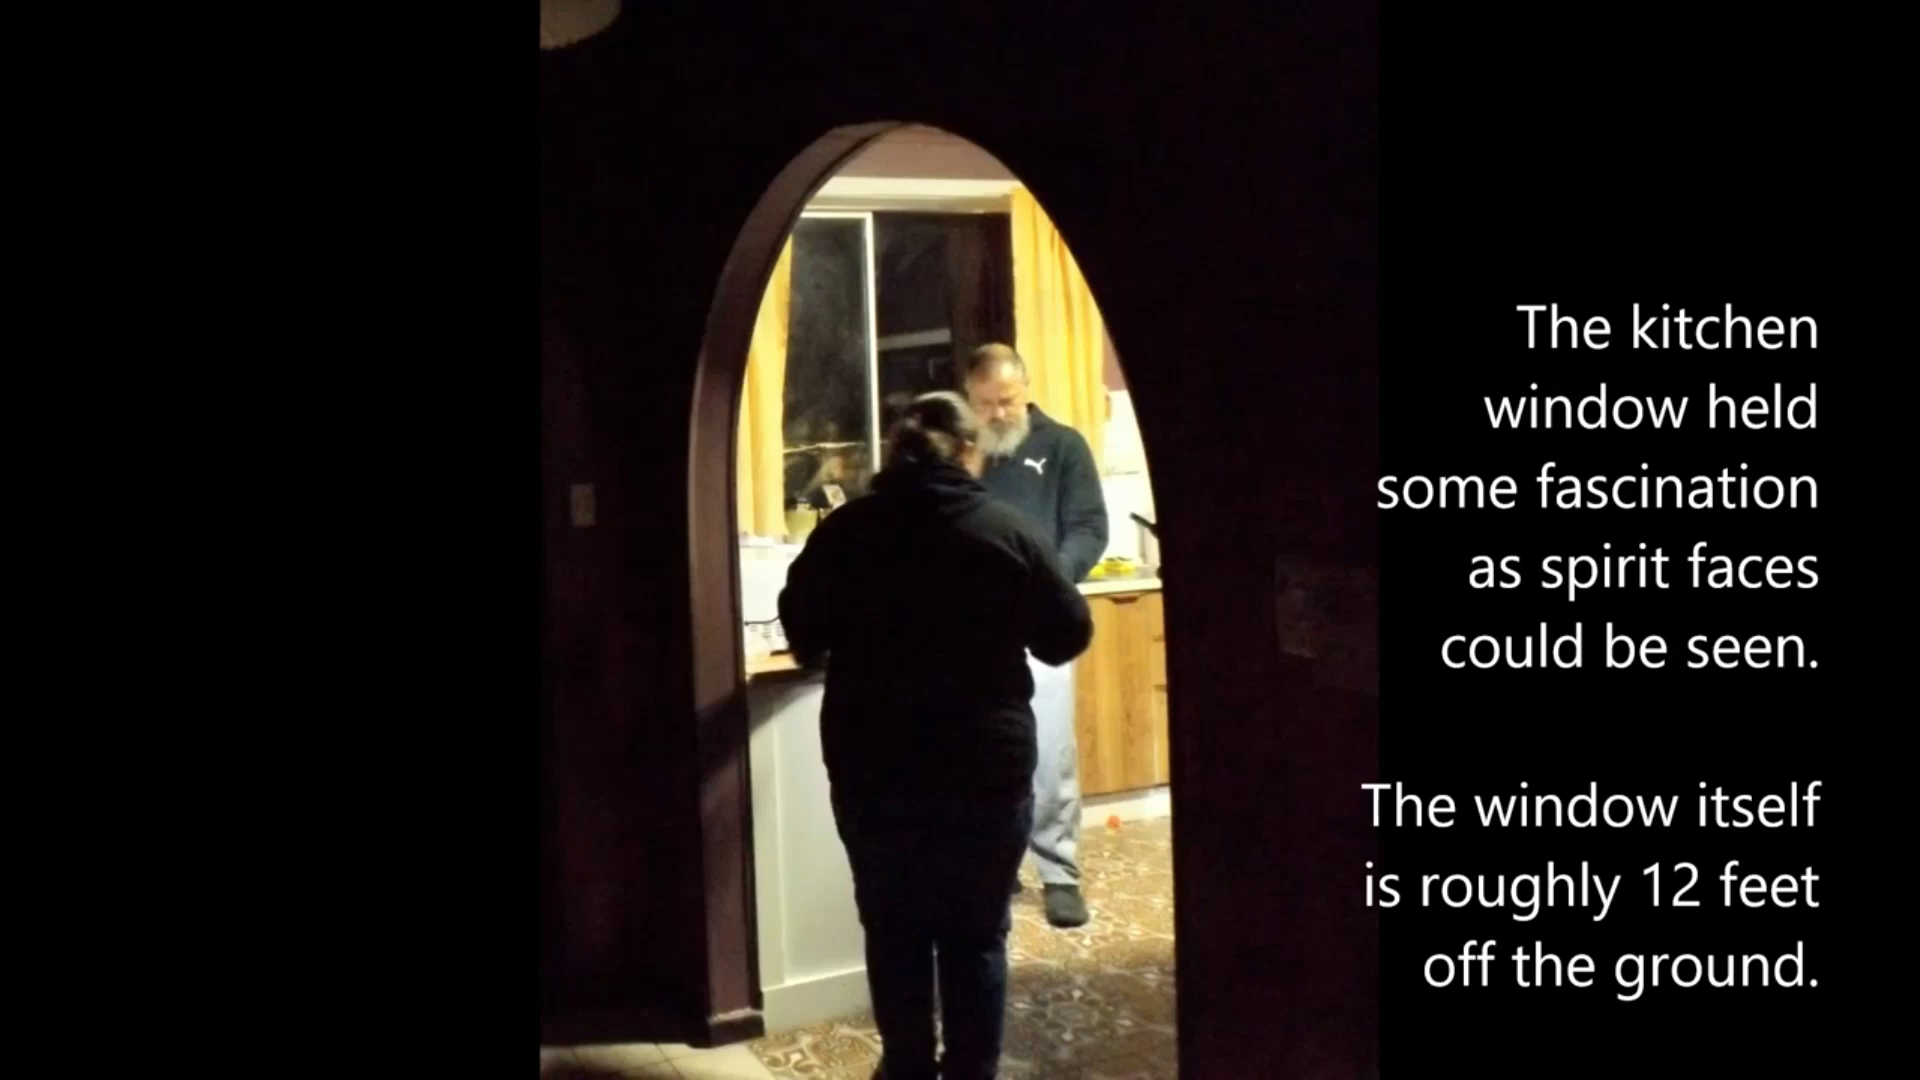 The kitchen
window held
some fascination
as spirit faces
could be seen.
The window itself
is roughly 12 feet
off the ground.